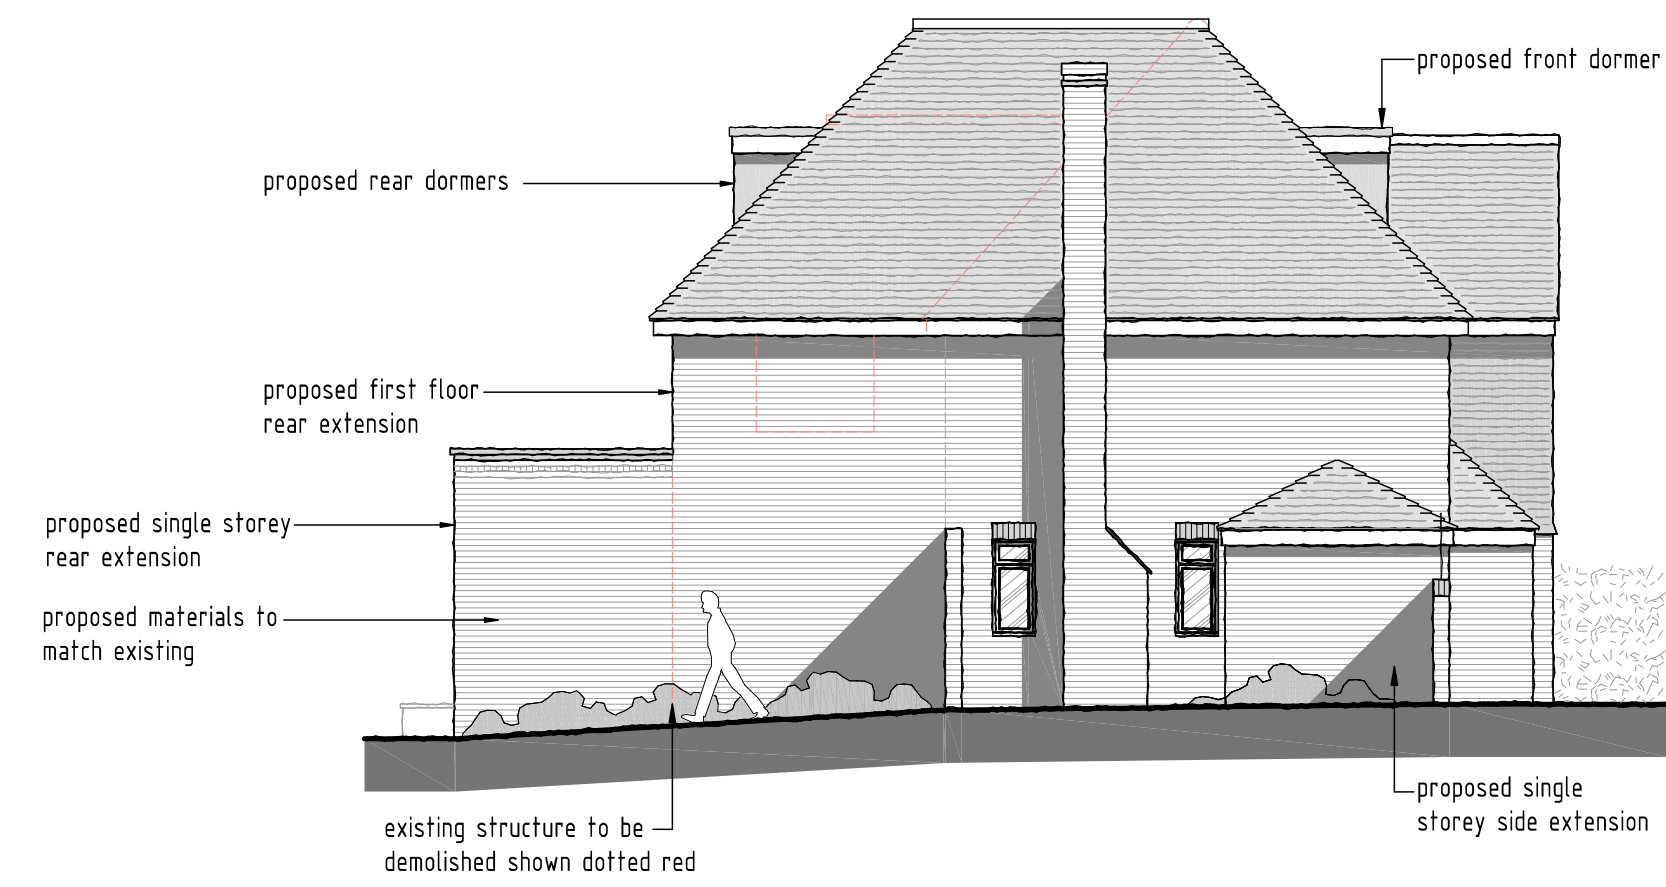 proposed front dormer
proposed rear dormers
proposed first floor
rear extension
proposed single storey
rear extension
proposed materials to
match existing
proposed single
storey side extension
existing structure to be
demolished shown dotted red